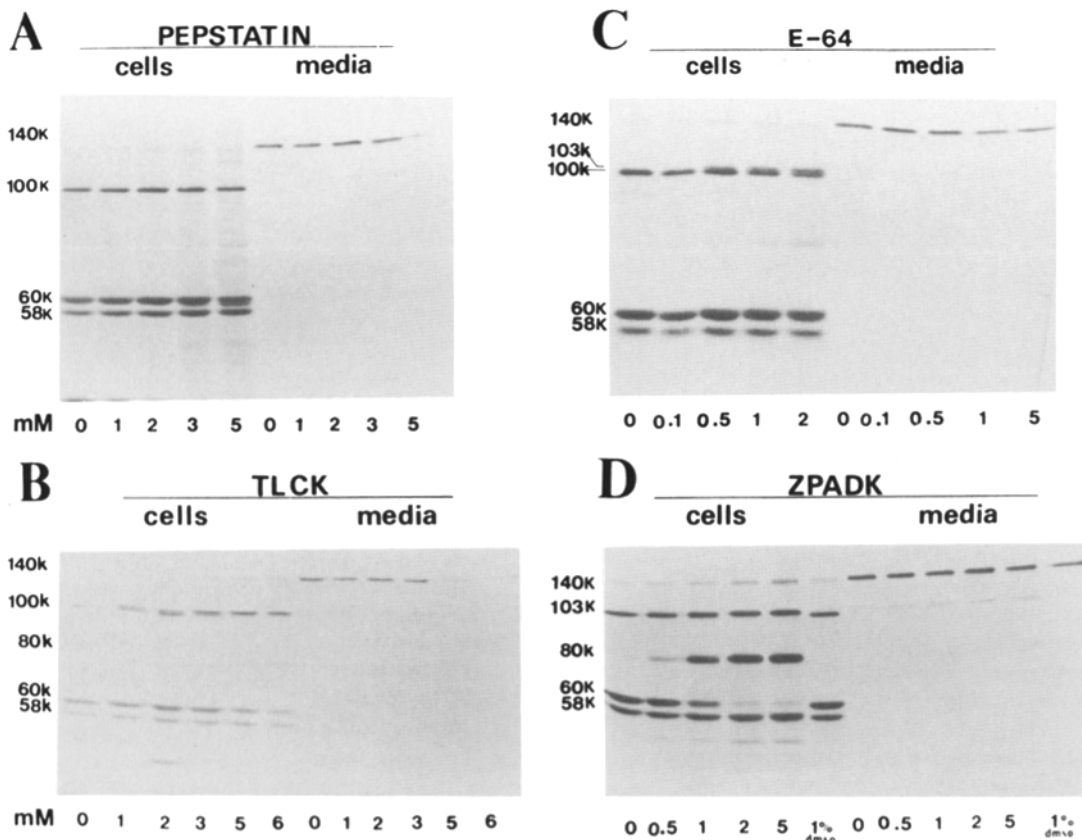 A
PEPSTATIN
cells media
140K
100K
60K
58K
mM 0 1 2 3 5 0 1 2 3 5
C
E-64
cells media
140K
103k
100k
60K
58K
0 0.1 0.5 1 2 0 0.1 0.5 1 5
B
TLCK
cells media
140k
100k
80k
60k
58k
mM 0 1 2 3 5 6 0 1 2 3 5 6
D
ZPADK
cells media
140K
103K
80K
60K
58K
0 0.5 1 2 5 1% 0 0.5 1 2 5 1%
dmso dmso